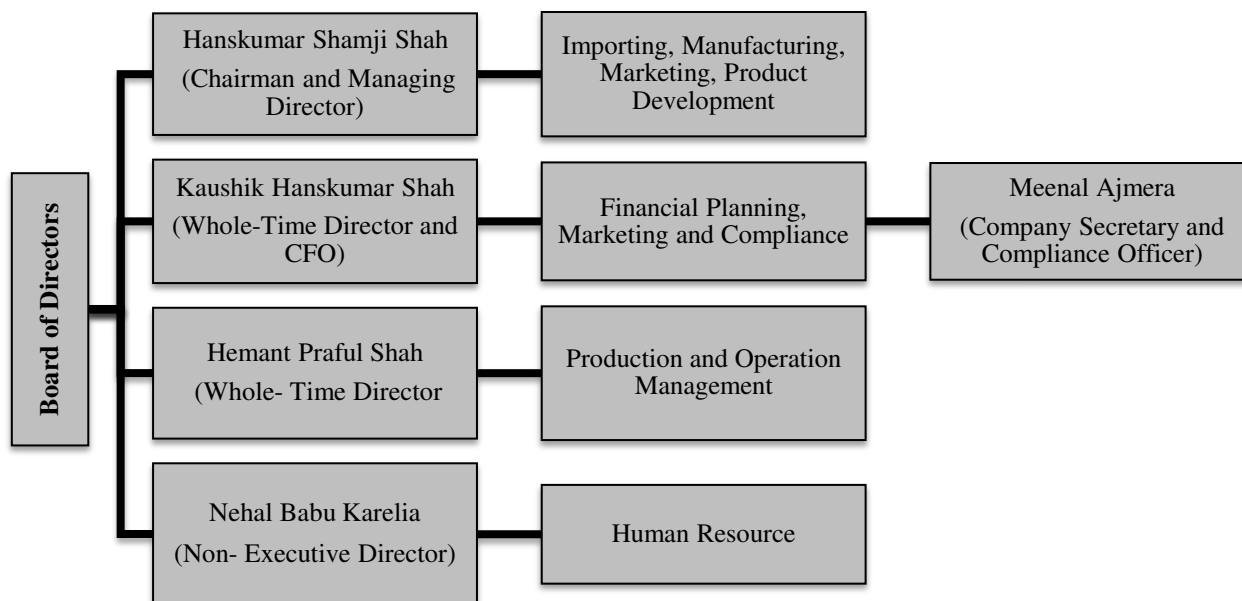 Board of Directors
Hanskumar Shamji Shah
(Chairman and Managing
Director)
Importing, Manufacturing,
Marketing, Product
Development
Kaushik Hanskumar Shah
(Whole-Time Director and
CFO)
Financial Planning,
Marketing and Compliance
Meenal Ajmera
(Company Secretary and
Compliance Officer)
Hemant Praful Shah
(Whole- Time Director
Production and Operation
Management
Nehal Babu Karelia
(Non- Executive Director)
Human Resource